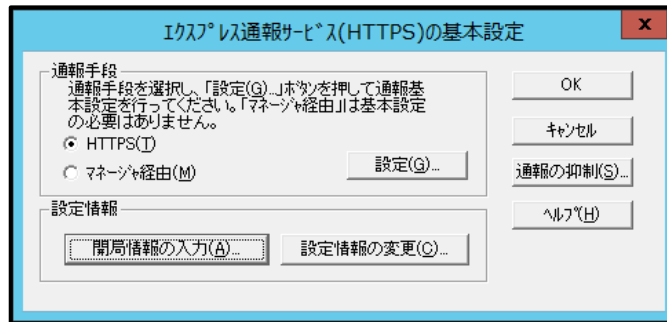 エクスプレス通報サービス(HTTPS)の基本設定
x
通報手段
通報手段を選択し、「設定(G)...」ボタンを押して通報基
本設定を行ってください。「マネージャ経由」は基本設定
の必要はありません。
HTTPS(T)
マネージャ経由(M)
設定(G)...
設定情報
開局情報の入力(A)...
設定情報の変更(C)...
OK
キャンセル
通報の抑制(S)...
ヘルプ(H)